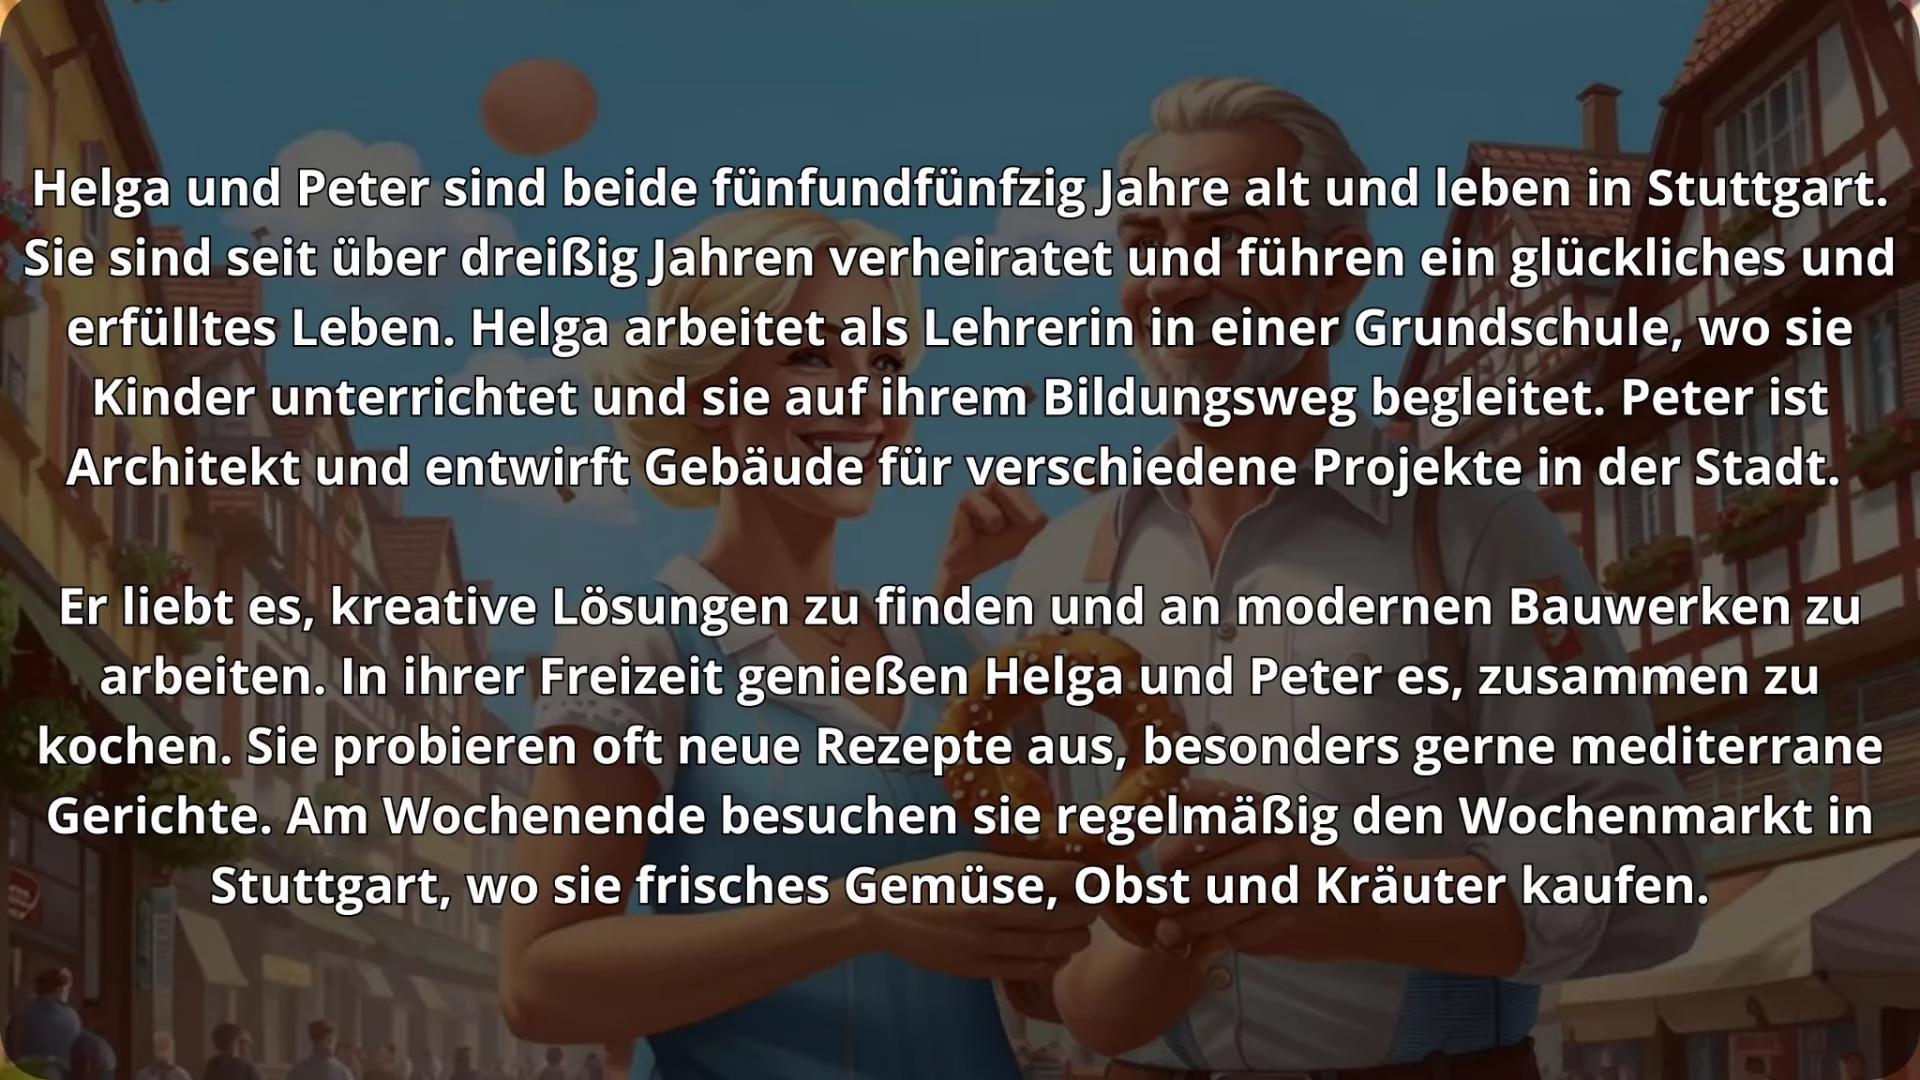 Helga und Peter sind beide fünfundfünfzig Jahre alt und leben in Stuttgart.
Sie sind seit über dreißig Jahren verheiratet und führen ein glückliches und
erfülltes Leben. Helga arbeitet als Lehrerin in einer Grundschule, wo sie
Kinder unterrichtet und sie auf ihrem Bildungsweg begleitet. Peter ist
Architekt und entwirft Gebäude für verschiedene Projekte in der Stadt.
Er liebt es, kreative Lösungen zu finden und an modernen Bauwerken zu
arbeiten. In ihrer Freizeit genießen Helga und Peter es, zusammen zu
kochen. Sie probieren oft neue Rezepte aus, besonders gerne mediterrane
Gerichte. Am Wochenende besuchen sie regelmäßig den Wochenmarkt in
Stuttgart, wo sie frisches Gemüse, Obst und Kräuter kaufen.